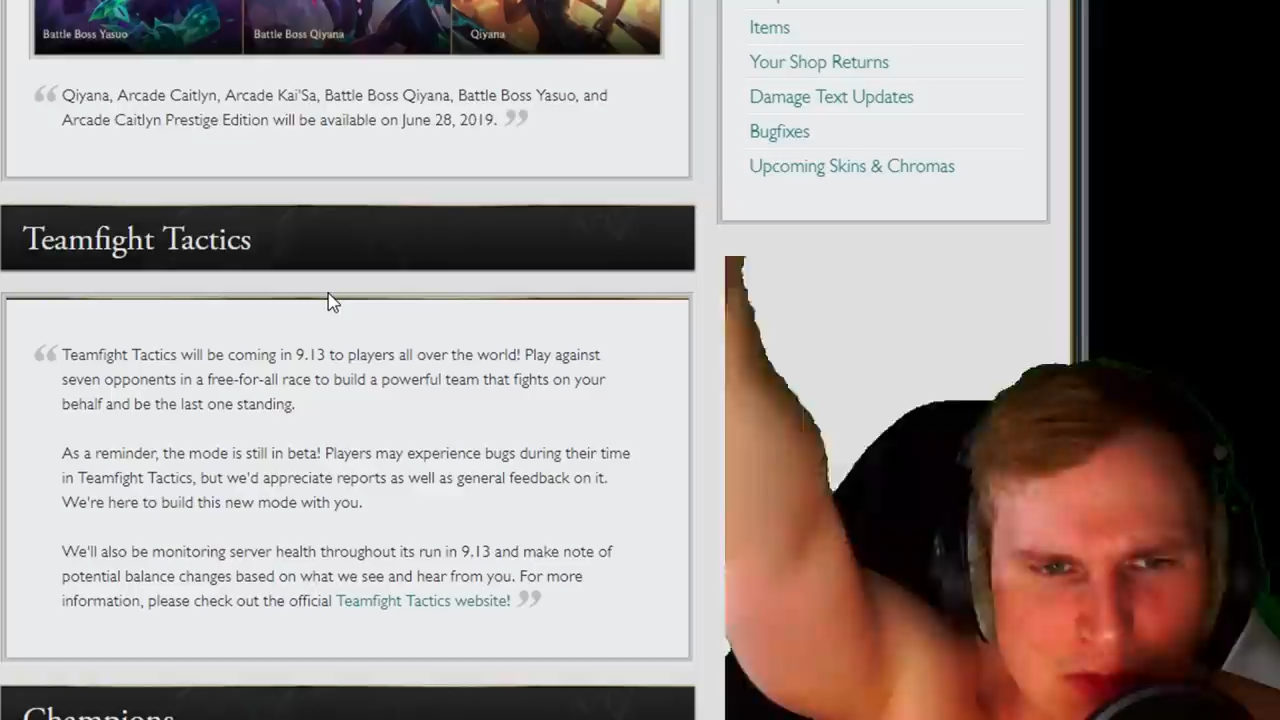 Battle Boss Yasuo
Battle Boss Qiyana
Qiyana
“ Qiyana, Arcade Caitlyn, Arcade Kai'Sa, Battle Boss Qiyana, Battle Boss Yasuo, and
Arcade Caitlyn Prestige Edition will be available on June 28, 2019. ”
Teamfight Tactics
“ Teamfight Tactics will be coming in 9.13 to players all over the world! Play against
seven opponents in a free-for-all race to build a powerful team that fights on your
behalf and be the last one standing.
As a reminder, the mode is still in beta! Players may experience bugs during their time
in Teamfight Tactics, but we'd appreciate reports as well as general feedback on it.
We're here to build this new mode with you.
We'll also be monitoring server health throughout its run in 9.13 and make note of
potential balance changes based on what we see and hear from you. For more
information, please check out the official Teamfight Tactics website! ”
Champions
Items
Your Shop Returns
Damage Text Updates
Bugfixes
Upcoming Skins & Chromas